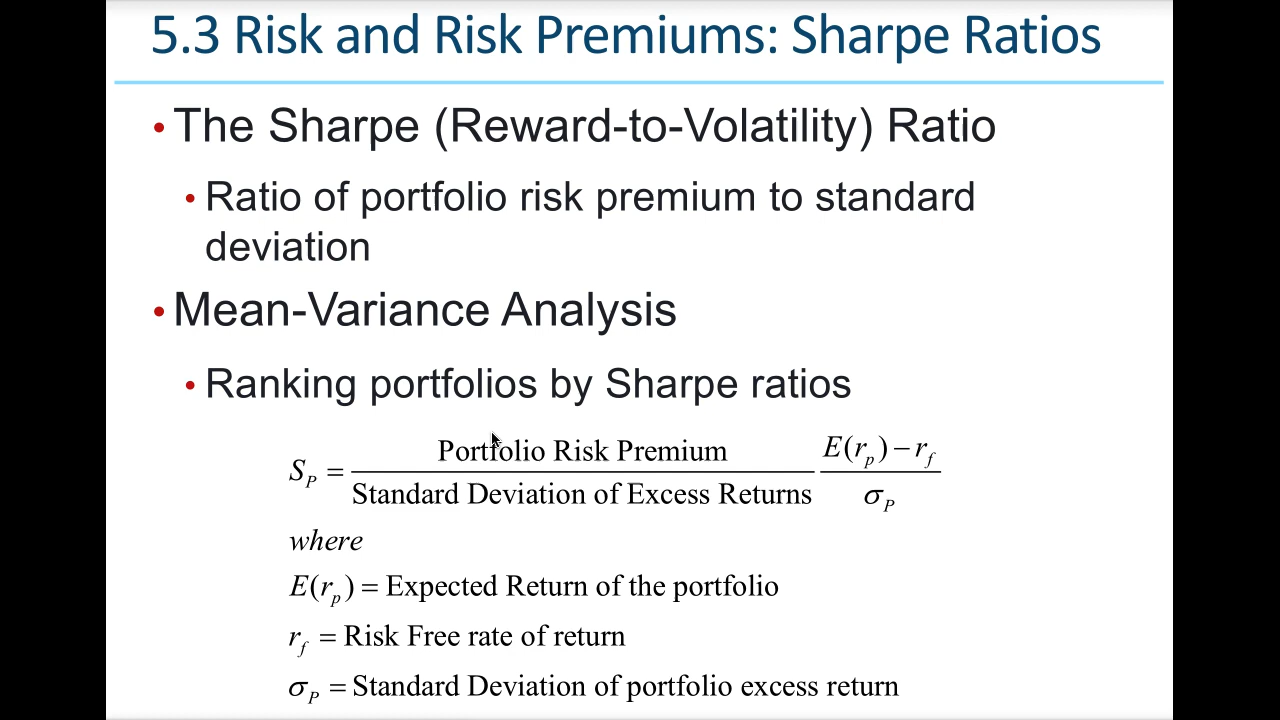 5.3 Risk and Risk Premiums: Sharpe Ratios
• The Sharpe (Reward-to-Volatility) Ratio
• Ratio of portfolio risk premium to standard
deviation
• Mean-Variance Analysis
• Ranking portfolios by Sharpe ratios
S_P = Portfolio Risk Premium / Standard Deviation of Excess Returns E(r_p) − r_f / σ_P
where
E(r_p) = Expected Return of the portfolio
r_f = Risk Free rate of return
σ_P = Standard Deviation of portfolio excess return